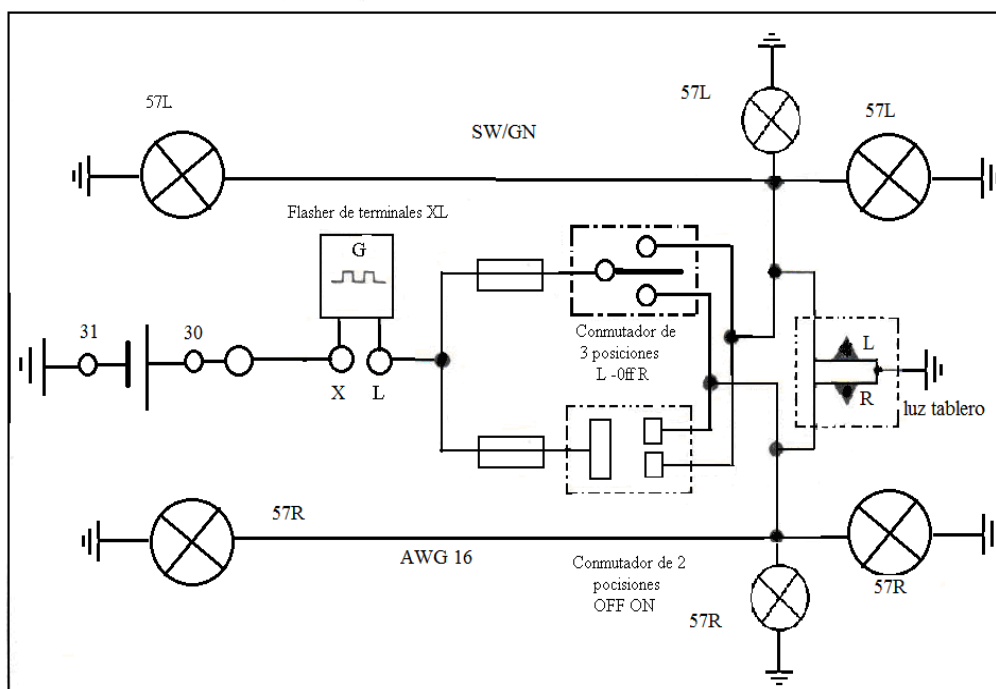 57L
57L
57L
SW/GN
Flasher de terminales XL
G
31
30
X
L
Conmutador de
3 posiciones
L -0ff R
L
R
luz tablero
57R
AWG 16
Conmutador de 2
pocisiones
OFF ON
57R
57R